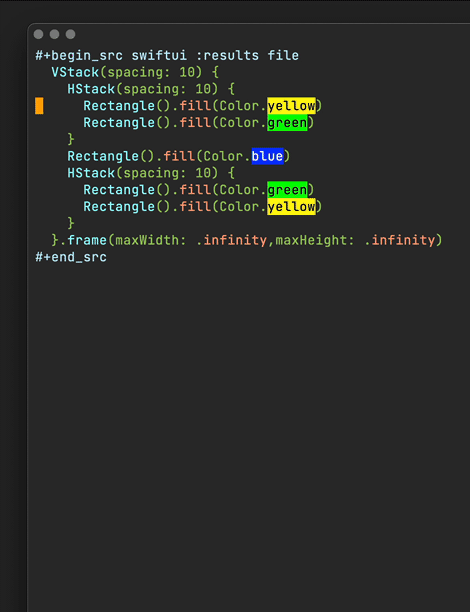 #+begin_src swiftui :results file
  VStack(spacing: 10) {
    HStack(spacing: 10) {
      Rectangle().fill(Color.yellow)
      Rectangle().fill(Color.green)
    }
    Rectangle().fill(Color.blue)
    HStack(spacing: 10) {
      Rectangle().fill(Color.green)
      Rectangle().fill(Color.yellow)
    }
  }.frame(maxWidth: .infinity,maxHeight: .infinity)
#+end_src